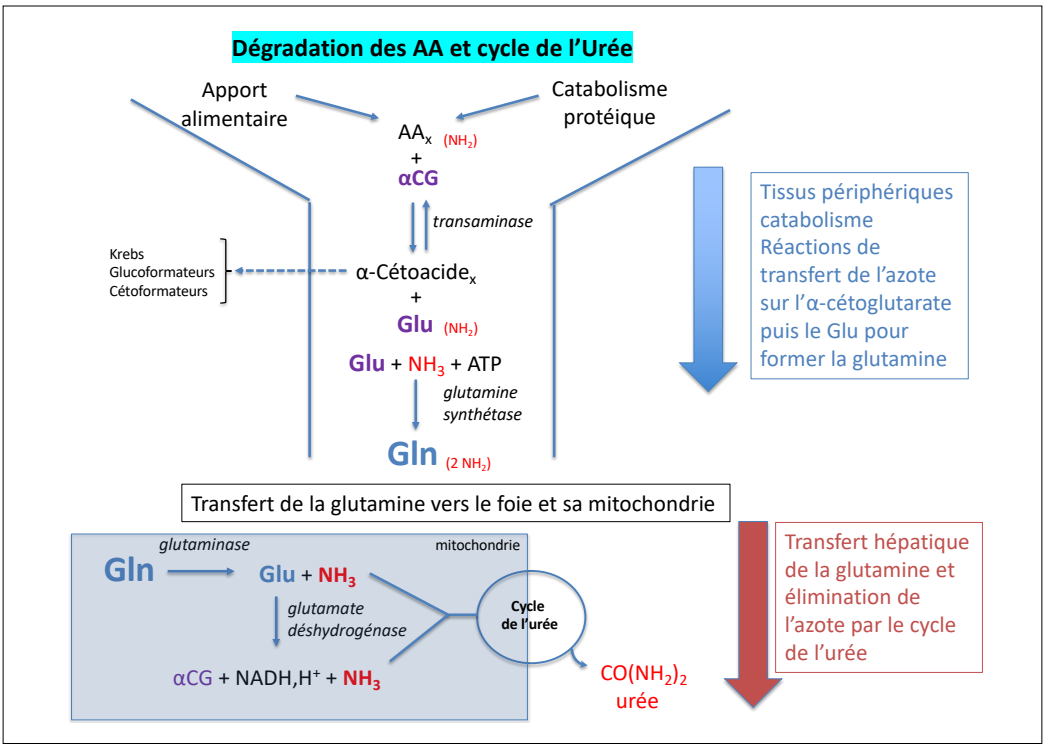 Dégradation des AA et cycle de l'Urée
Apport
alimentaire
Catabolisme
protéique
AAₓ (NH₂)
+
αCG
transaminase
Krebs
Glucoformateurs
Cétoformateurs
α-Cétoacideₓ
+
Glu (NH₂)
Glu + NH₃ + ATP
glutamine
synthétase
Gln (2 NH₂)
Tissus périphériques
catabolisme
Réactions de
transfert de l'azote
sur l'α-cétoglutarate
puis le Glu pour
former la glutamine
Transfert de la glutamine vers le foie et sa mitochondrie
mitochondrie
Gln
glutaminase
Glu + NH₃
glutamate
déshydrogénase
αCG + NADH,H⁺ + NH₃
Cycle
de l'urée
CO(NH₂)₂
urée
Transfert hépatique
de la glutamine et
élimination de
l'azote par le cycle
de l'urée